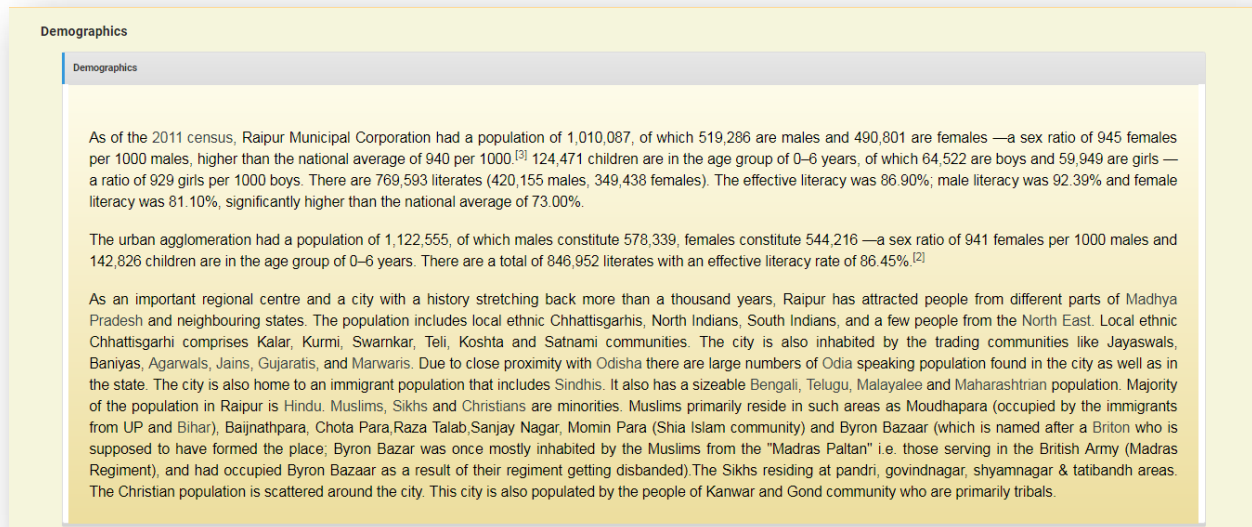 Demographics
Demographics
As of the 2011 census, Raipur Municipal Corporation had a population of 1,010,087, of which 519,286 are males and 490,801 are females —a sex ratio of 945 females
per 1000 males, higher than the national average of 940 per 1000.[3] 124,471 children are in the age group of 0–6 years, of which 64,522 are boys and 59,949 are girls —
a ratio of 929 girls per 1000 boys. There are 769,593 literates (420,155 males, 349,438 females). The effective literacy was 86.90%; male literacy was 92.39% and female
literacy was 81.10%, significantly higher than the national average of 73.00%.
The urban agglomeration had a population of 1,122,555, of which males constitute 578,339, females constitute 544,216 —a sex ratio of 941 females per 1000 males and
142,826 children are in the age group of 0–6 years. There are a total of 846,952 literates with an effective literacy rate of 86.45%.[2]
As an important regional centre and a city with a history stretching back more than a thousand years, Raipur has attracted people from different parts of Madhya
Pradesh and neighbouring states. The population includes local ethnic Chhattisgarhis, North Indians, South Indians, and a few people from the North East. Local ethnic
Chhattisgarhi comprises Kalar, Kurmi, Swarnkar, Teli, Koshta and Satnami communities. The city is also inhabited by the trading communities like Jayaswals,
Baniyas, Agarwals, Jains, Gujaratis, and Marwaris. Due to close proximity with Odisha there are large numbers of Odia speaking population found in the city as well as in
the state. The city is also home to an immigrant population that includes Sindhis. It also has a sizeable Bengali, Telugu, Malayalee and Maharashtrian population. Majority
of the population in Raipur is Hindu. Muslims, Sikhs and Christians are minorities. Muslims primarily reside in such areas as Moudhapara (occupied by the immigrants
from UP and Bihar), Baijnathpara, Chota Para,Raza Talab,Sanjay Nagar, Momin Para (Shia Islam community) and Byron Bazaar (which is named after a Briton who is
supposed to have formed the place; Byron Bazar was once mostly inhabited by the Muslims from the "Madras Paltan" i.e. those serving in the British Army (Madras
Regiment), and had occupied Byron Bazaar as a result of their regiment getting disbanded).The Sikhs residing at pandri, govindnagar, shyamnagar & tatibandh areas.
The Christian population is scattered around the city. This city is also populated by the people of Kanwar and Gond community who are primarily tribals.